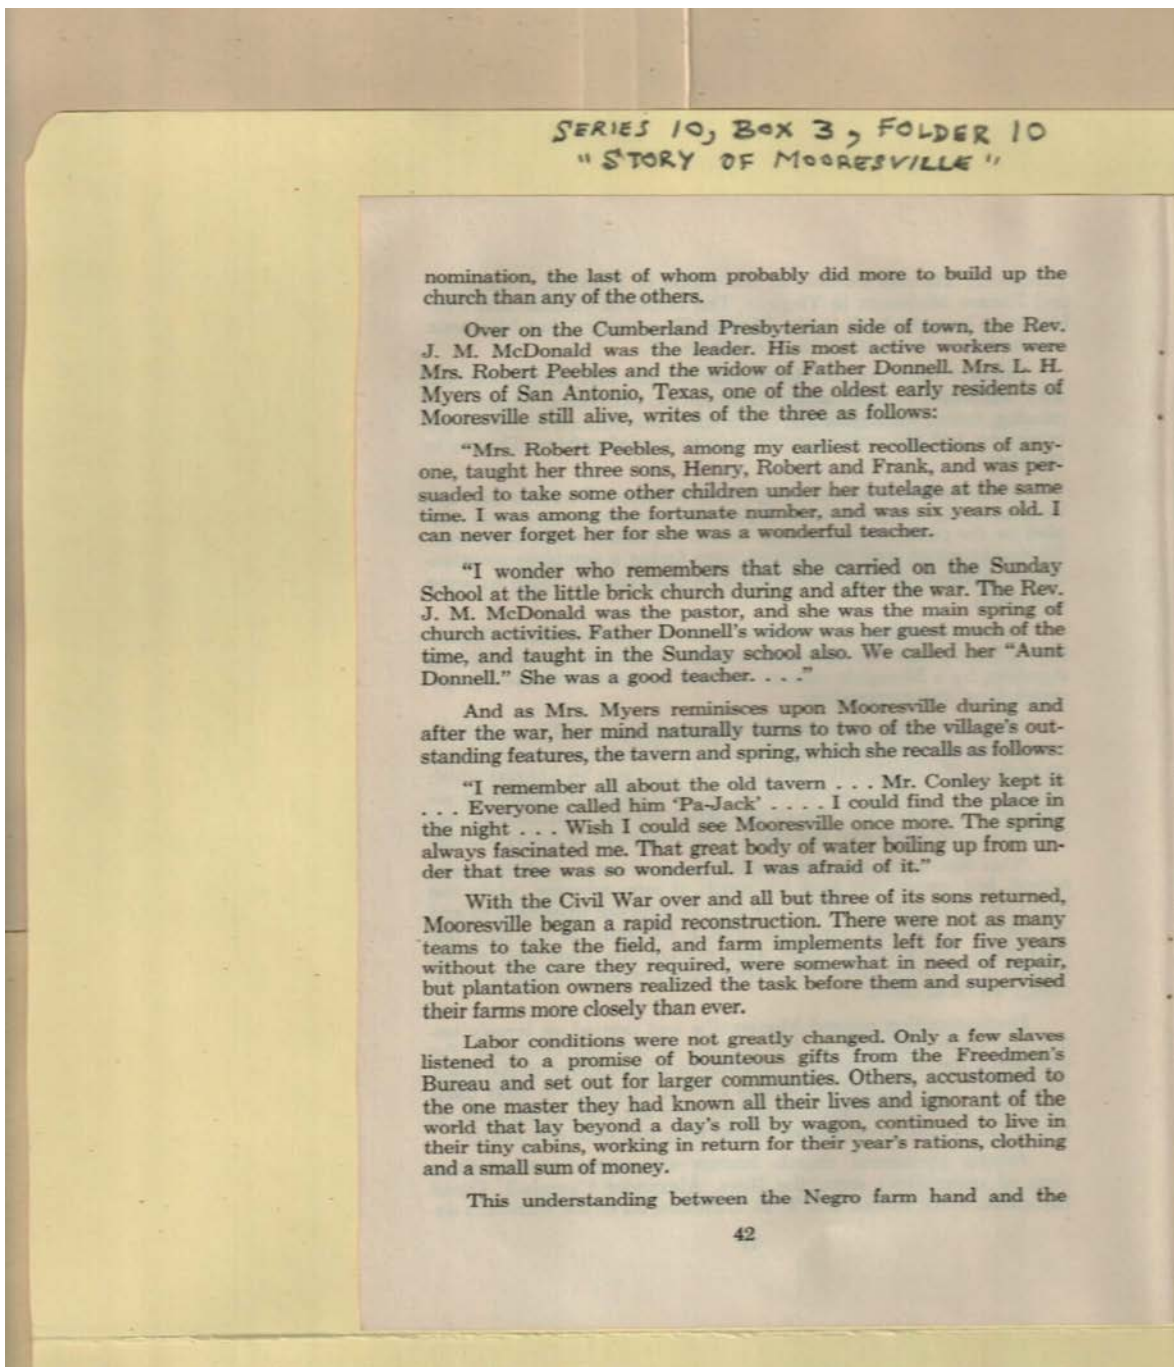 SERIES 10, BOX 3, FOLDER 10
"STORY OF MOORESVILLE"
nomination, the last of whom probably did more to build up the
church than any of the others.
Over on the Cumberland Presbyterian side of town, the Rev.
J. M. McDonald was the leader. His most active workers were
Mrs. Robert Peebles and the widow of Father Donnell. Mrs. L. H.
Myers of San Antonio, Texas, one of the oldest early residents of
Mooresville still alive, writes of the three as follows:
“Mrs. Robert Peebles, among my earliest recollections of any-
one, taught her three sons, Henry, Robert and Frank, and was per-
suaded to take some other children under her tutelage at the same
time. I was among the fortunate number, and was six years old. I
can never forget her for she was a wonderful teacher.
“I wonder who remembers that she carried on the Sunday
School at the little brick church during and after the war. The Rev.
J. M. McDonald was the pastor, and she was the main spring of
church activities. Father Donnell’s widow was her guest much of the
time, and taught in the Sunday school also. We called her “Aunt
Donnell.” She was a good teacher. . . .”
And as Mrs. Myers reminisces upon Mooresville during and
after the war, her mind naturally turns to two of the village’s out-
standing features, the tavern and spring, which she recalls as follows:
“I remember all about the old tavern . . . Mr. Conley kept it
. . . Everyone called him ‘Pa-Jack’ . . . . I could find the place in
the night . . . Wish I could see Mooresville once more. The spring
always fascinated me. That great body of water boiling up from un-
der that tree was so wonderful. I was afraid of it.”
With the Civil War over and all but three of its sons returned,
Mooresville began a rapid reconstruction. There were not as many
teams to take the field, and farm implements left for five years
without the care they required, were somewhat in need of repair,
but plantation owners realized the task before them and supervised
their farms more closely than ever.
Labor conditions were not greatly changed. Only a few slaves
listened to a promise of bounteous gifts from the Freedmen’s
Bureau and set out for larger communties. Others, accustomed to
the one master they had known all their lives and ignorant of the
world that lay beyond a day’s roll by wagon, continued to live in
their tiny cabins, working in return for their year’s rations, clothing
and a small sum of money.
This understanding between the Negro farm hand and the
42